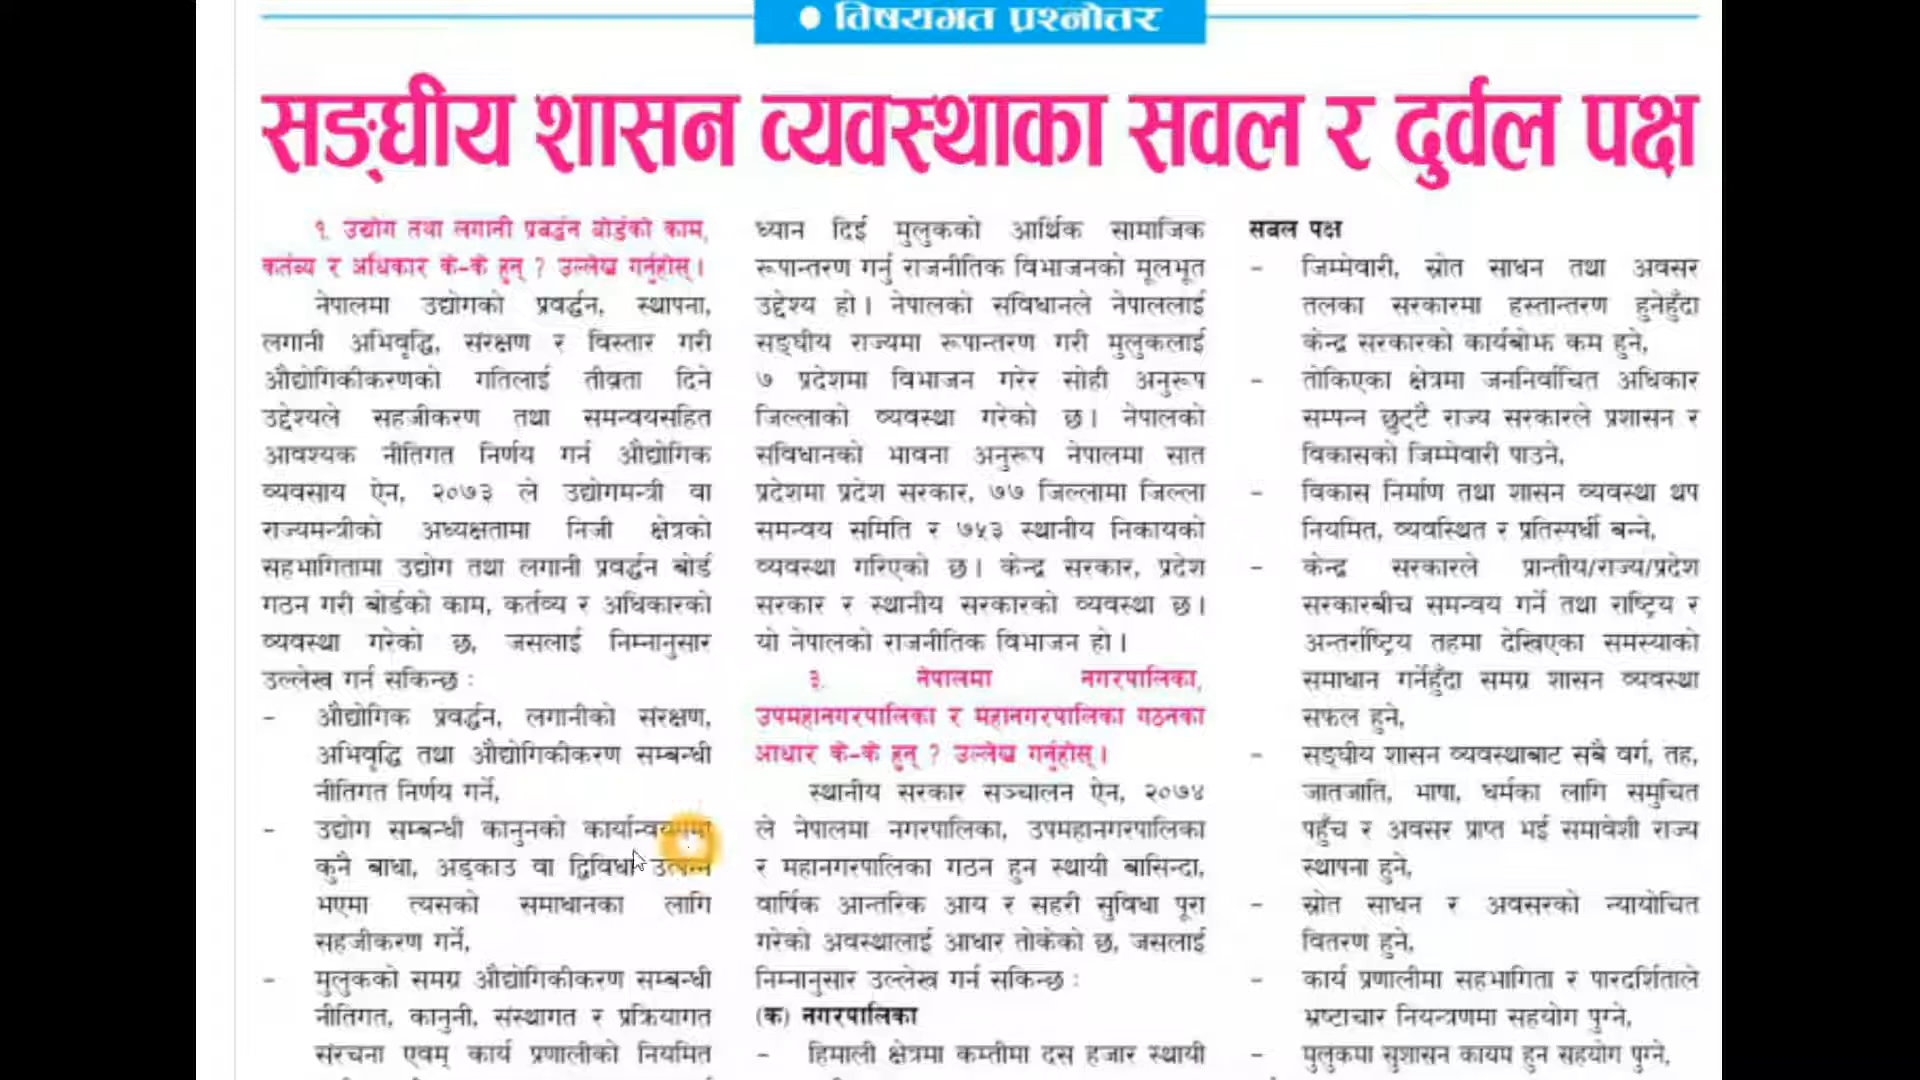 ● विषयगत प्रश्नोत्तर
सङ्घीय शासन व्यवस्थाका सवल र दुर्वल पक्ष
१. उद्योग तथा लगानी प्रवर्द्धन बोर्डको काम,
कर्तव्य र अधिकार के-के हुन् ? उल्लेख गर्नुहोस् ।
नेपालमा उद्योगको प्रवर्द्धन, स्थापना,
लगानी अभिवृद्धि, संरक्षण र विस्तार गरी
औद्योगिकीकरणको गतिलाई तीव्रता दिने
उद्देश्यले सहजीकरण तथा समन्वयसहित
आवश्यक नीतिगत निर्णय गर्न औद्योगिक
व्यवसाय ऐन, २०७३ ले उद्योगमन्त्री वा
राज्यमन्त्रीको अध्यक्षतामा निजी क्षेत्रको
सहभागितामा उद्योग तथा लगानी प्रवर्द्धन बोर्ड
गठन गरी बोर्डको काम, कर्तव्य र अधिकारको
व्यवस्था गरेको छ, जसलाई निम्नानुसार
उल्लेख गर्न सकिन्छ :
- औद्योगिक प्रवर्द्धन, लगानीको संरक्षण,
अभिवृद्धि तथा औद्योगिकीकरण सम्बन्धी
नीतिगत निर्णय गर्ने,
- उद्योग सम्बन्धी कानुनको कार्यान्वयनमा
कुनै बाधा, अड्काउ वा द्विविधा उत्पन्न
भएमा त्यसको समाधानका लागि
सहजीकरण गर्ने,
- मुलुकको समग्र औद्योगिकीकरण सम्बन्धी
नीतिगत, कानुनी, संस्थागत र प्रक्रियागत
संरचना एवम् कार्य प्रणालीको नियमित
ध्यान दिई मुलुकको आर्थिक सामाजिक
रूपान्तरण गर्नु राजनीतिक विभाजनको मूलभूत
उद्देश्य हो । नेपालको संविधानले नेपाललाई
सङ्घीय राज्यमा रूपान्तरण गरी मुलुकलाई
७ प्रदेशमा विभाजन गरेर सोही अनुरूप
जिल्लाको व्यवस्था गरेको छ । नेपालको
संविधानको भावना अनुरूप नेपालमा सात
प्रदेशमा प्रदेश सरकार, ७७ जिल्लामा जिल्ला
समन्वय समिति र ७५३ स्थानीय निकायको
व्यवस्था गरिएको छ । केन्द्र सरकार, प्रदेश
सरकार र स्थानीय सरकारको व्यवस्था छ ।
यो नेपालको राजनीतिक विभाजन हो ।
३. नेपालमा नगरपालिका,
उपमहानगरपालिका र महानगरपालिका गठनका
आधार के-के हुन् ? उल्लेख गर्नुहोस् ।
स्थानीय सरकार सञ्चालन ऐन, २०७४
ले नेपालमा नगरपालिका, उपमहानगरपालिका
र महानगरपालिका गठन हुन स्थायी बासिन्दा,
वार्षिक आन्तरिक आय र सहरी सुविधा पूरा
गरेको अवस्थालाई आधार तोकेको छ, जसलाई
निम्नानुसार उल्लेख गर्न सकिन्छ :
(क) नगरपालिका
- हिमाली क्षेत्रमा कम्तीमा दस हजार स्थायी
सबल पक्ष
- जिम्मेवारी, स्रोत साधन तथा अवसर
तलका सरकारमा हस्तान्तरण हुनेहुँदा
केन्द्र सरकारको कार्यबोझ कम हुने,
- तोकिएका क्षेत्रमा जननिर्वाचित अधिकार
सम्पन्न छुट्टै राज्य सरकारले प्रशासन र
विकासको जिम्मेवारी पाउने,
- विकास निर्माण तथा शासन व्यवस्था थप
नियमित, व्यवस्थित र प्रतिस्पर्धी बन्ने,
- केन्द्र सरकारले प्रान्तीय/राज्य/प्रदेश
सरकारबीच समन्वय गर्ने तथा राष्ट्रिय र
अन्तर्राष्ट्रिय तहमा देखिएका समस्याको
समाधान गर्नेहुँदा समग्र शासन व्यवस्था
सफल हुने,
- सङ्घीय शासन व्यवस्थाबाट सबै वर्ग, तह,
जातजाति, भाषा, धर्मका लागि समुचित
पहुँच र अवसर प्राप्त भई समावेशी राज्य
स्थापना हुने,
- स्रोत साधन र अवसरको न्यायोचित
वितरण हुने,
- कार्य प्रणालीमा सहभागिता र पारदर्शिताले
भ्रष्टाचार नियन्त्रणमा सहयोग पुग्ने,
- मुलुकमा सुशासन कायम हुन सहयोग पुग्ने,